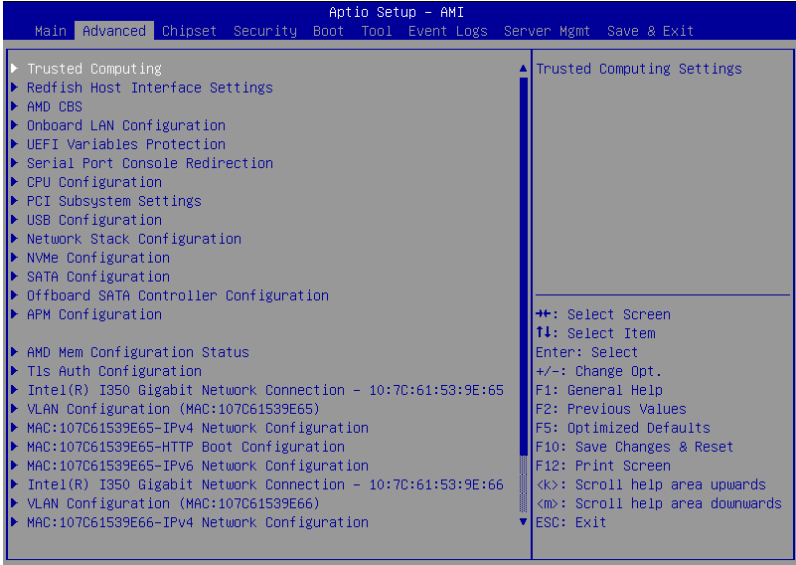 Aptio Setup – AMI
Main Advanced Chipset Security Boot Tool Event Logs Server Mgmt Save & Exit
Trusted Computing
Redfish Host Interface Settings
AMD CBS
Onboard LAN Configuration
UEFI Variables Protection
Serial Port Console Redirection
CPU Configuration
PCI Subsystem Settings
USB Configuration
Network Stack Configuration
NVMe Configuration
SATA Configuration
Offboard SATA Controller Configuration
APM Configuration
AMD Mem Configuration Status
Tls Auth Configuration
Intel(R) I350 Gigabit Network Connection – 10:7C:61:53:9E:65
VLAN Configuration (MAC:107C61539E65)
MAC:107C61539E65-IPv4 Network Configuration
MAC:107C61539E65-HTTP Boot Configuration
MAC:107C61539E65-IPv6 Network Configuration
Intel(R) I350 Gigabit Network Connection – 10:7C:61:53:9E:66
VLAN Configuration (MAC:107C61539E66)
MAC:107C61539E66-IPv4 Network Configuration
Trusted Computing Settings
→←: Select Screen
↑↓: Select Item
Enter: Select
+/-: Change Opt.
F1: General Help
F2: Previous Values
F5: Optimized Defaults
F10: Save Changes & Reset
F12: Print Screen
<k>: Scroll help area upwards
<m>: Scroll help area downwards
ESC: Exit